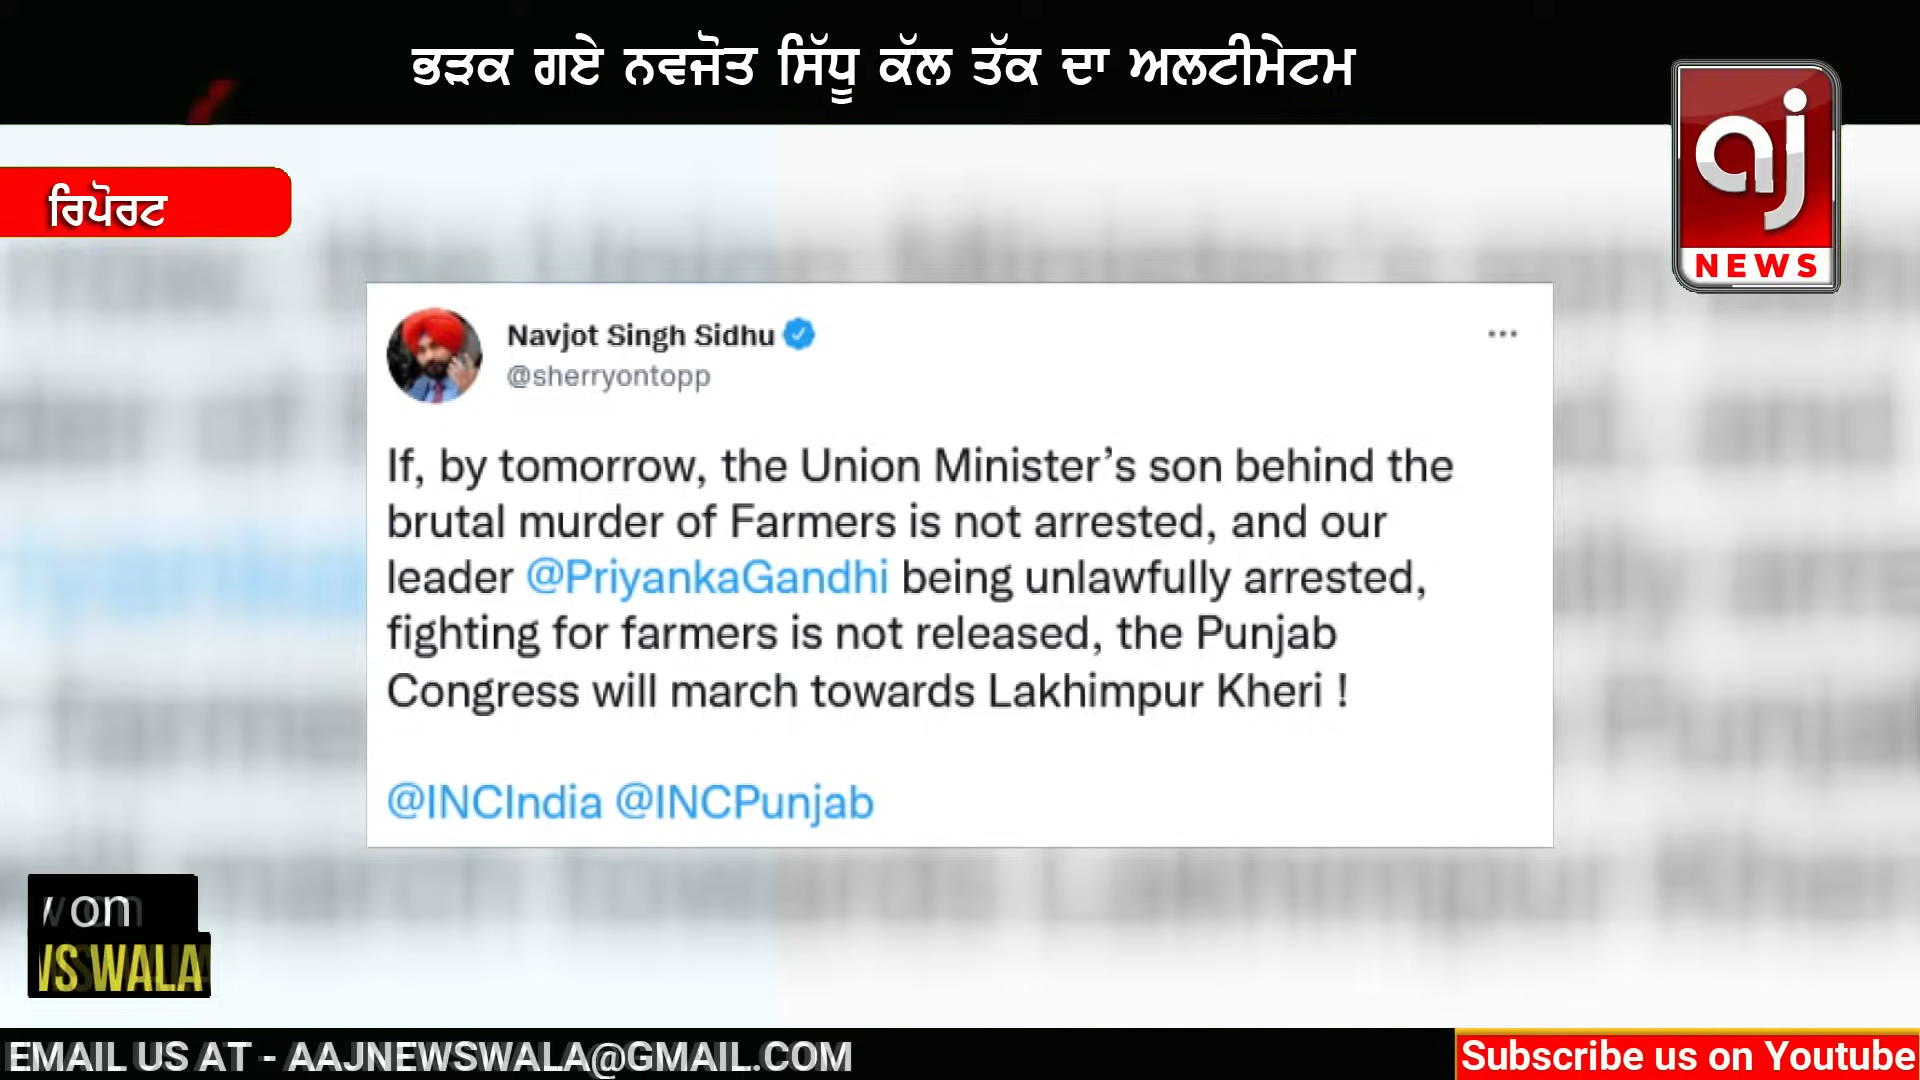 ਭੜਕ ਗਏ ਨਵਜੋਤ ਸਿੱਧੂ ਕੱਲ ਤੱਕ ਦਾ ਅਲਟੀਮੇਟਮ
aj
NEWS
ਰਿਪੋਰਟ
Navjot Singh Sidhu
@sherryontopp
If, by tomorrow, the Union Minister’s son behind the
brutal murder of Farmers is not arrested, and our
leader @PriyankaGandhi being unlawfully arrested,
fighting for farmers is not released, the Punjab
Congress will march towards Lakhimpur Kheri !
@INCIndia @INCPunjab
on
WALA
EMAIL US AT - AAJNEWSWALA@GMAIL.COM
Subscribe us on Youtube